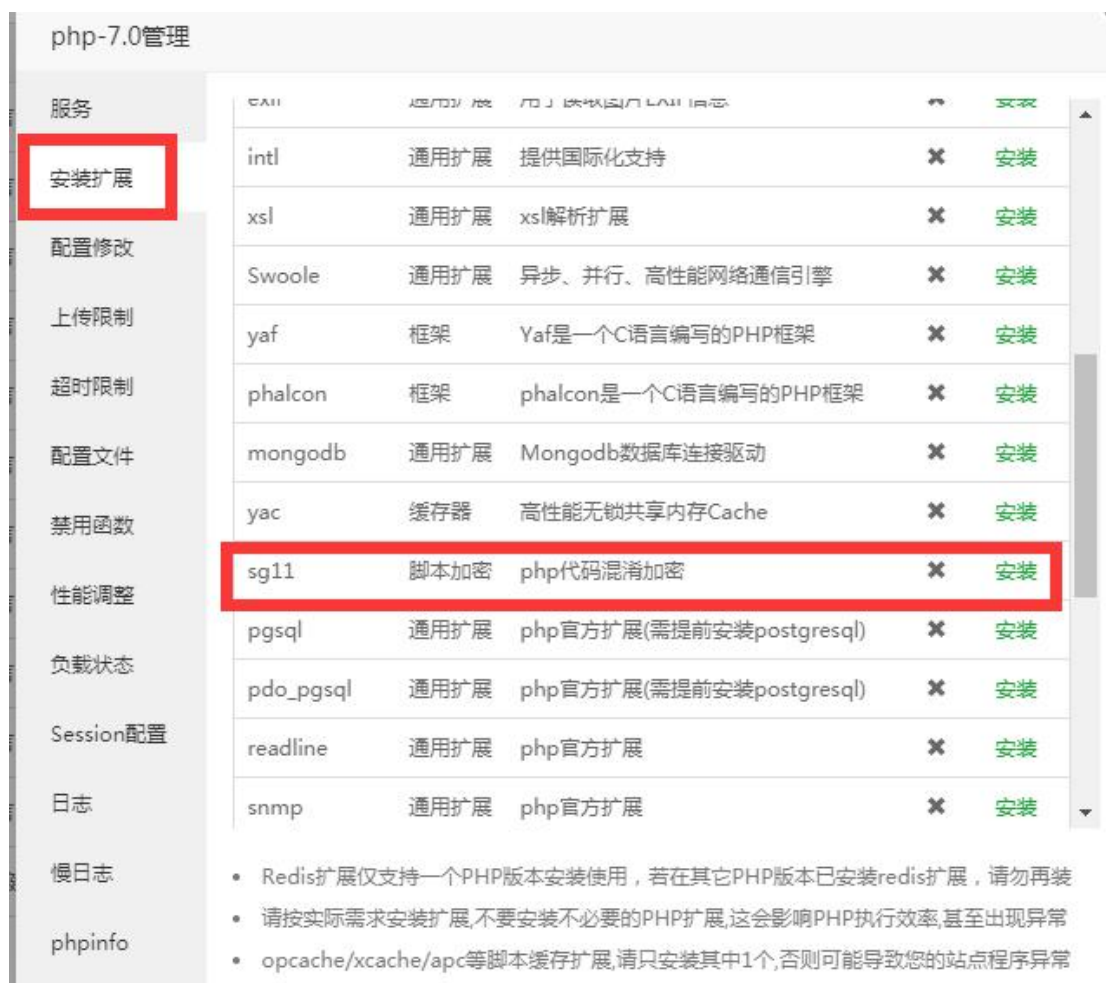 php-7.0管理
服务
安装扩展
配置修改
上传限制
超时限制
配置文件
禁用函数
性能调整
负载状态
Session配置
日志
慢日志
phpinfo
exif 通用扩展 用于读取图片EXIF信息 ✖ 安装
intl 通用扩展 提供国际化支持 ✖ 安装
xsl 通用扩展 xsl解析扩展 ✖ 安装
Swoole 通用扩展 异步、并行、高性能网络通信引擎 ✖ 安装
yaf 框架 Yaf是一个C语言编写的PHP框架 ✖ 安装
phalcon 框架 phalcon是一个C语言编写的PHP框架 ✖ 安装
mongodb 通用扩展 Mongodb数据库连接驱动 ✖ 安装
yac 缓存器 高性能无锁共享内存Cache ✖ 安装
sg11 脚本加密 php代码混淆加密 ✖ 安装
pgsql 通用扩展 php官方扩展(需提前安装postgresql) ✖ 安装
pdo_pgsql 通用扩展 php官方扩展(需提前安装postgresql) ✖ 安装
readline 通用扩展 php官方扩展 ✖ 安装
snmp 通用扩展 php官方扩展 ✖ 安装
• Redis扩展仅支持一个PHP版本安装使用，若在其它PHP版本已安装redis扩展，请勿再装
• 请按实际需求安装扩展,不要安装不必要的PHP扩展,这会影响PHP执行效率,甚至出现异常
• opcache/xcache/apc等脚本缓存扩展,请只安装其中1个,否则可能导致您的站点程序异常